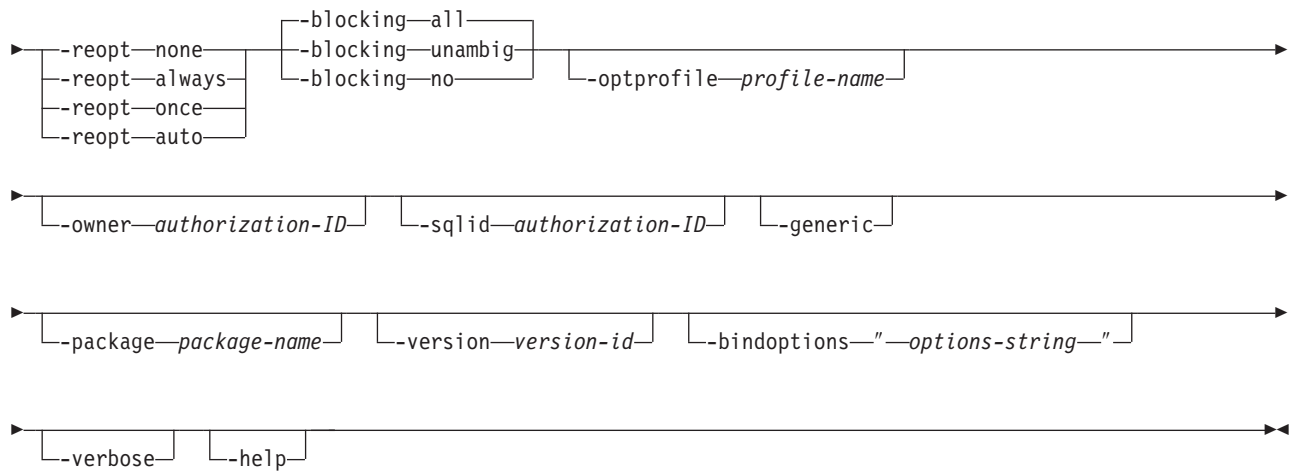 -blocking all
-reopt none -blocking unambig
-reopt always -blocking no -optprofile profile-name
-reopt once
-reopt auto
-owner authorization-ID -sqlid authorization-ID -generic
-package package-name -version version-id -bindoptions " options-string "
-verbose -help